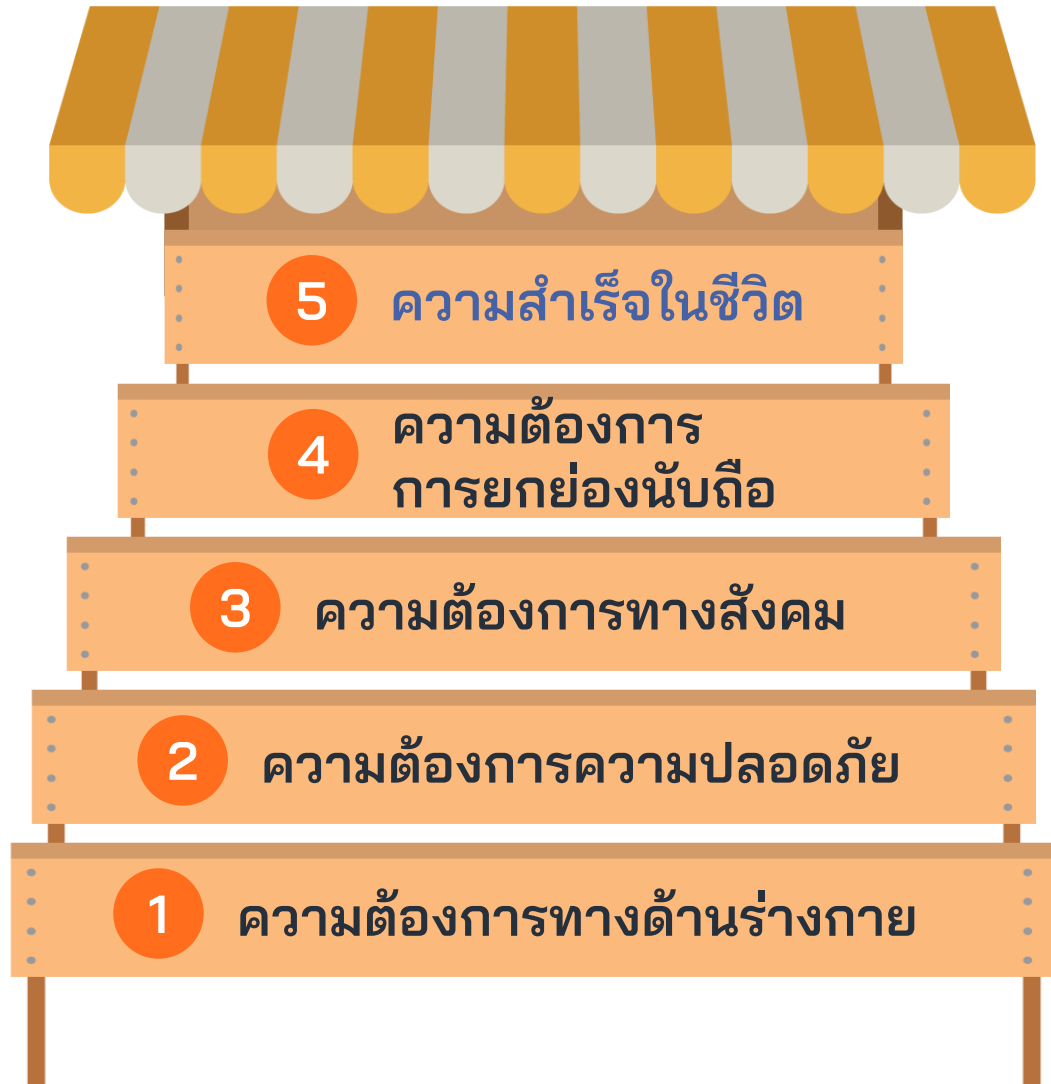 5 ความสำเร็จในชีวิต
4 ความต้องการ
การยกย่องนับถือ
3 ความต้องการทางสังคม
2 ความต้องการความปลอดภัย
1 ความต้องการทางด้านร่างกาย